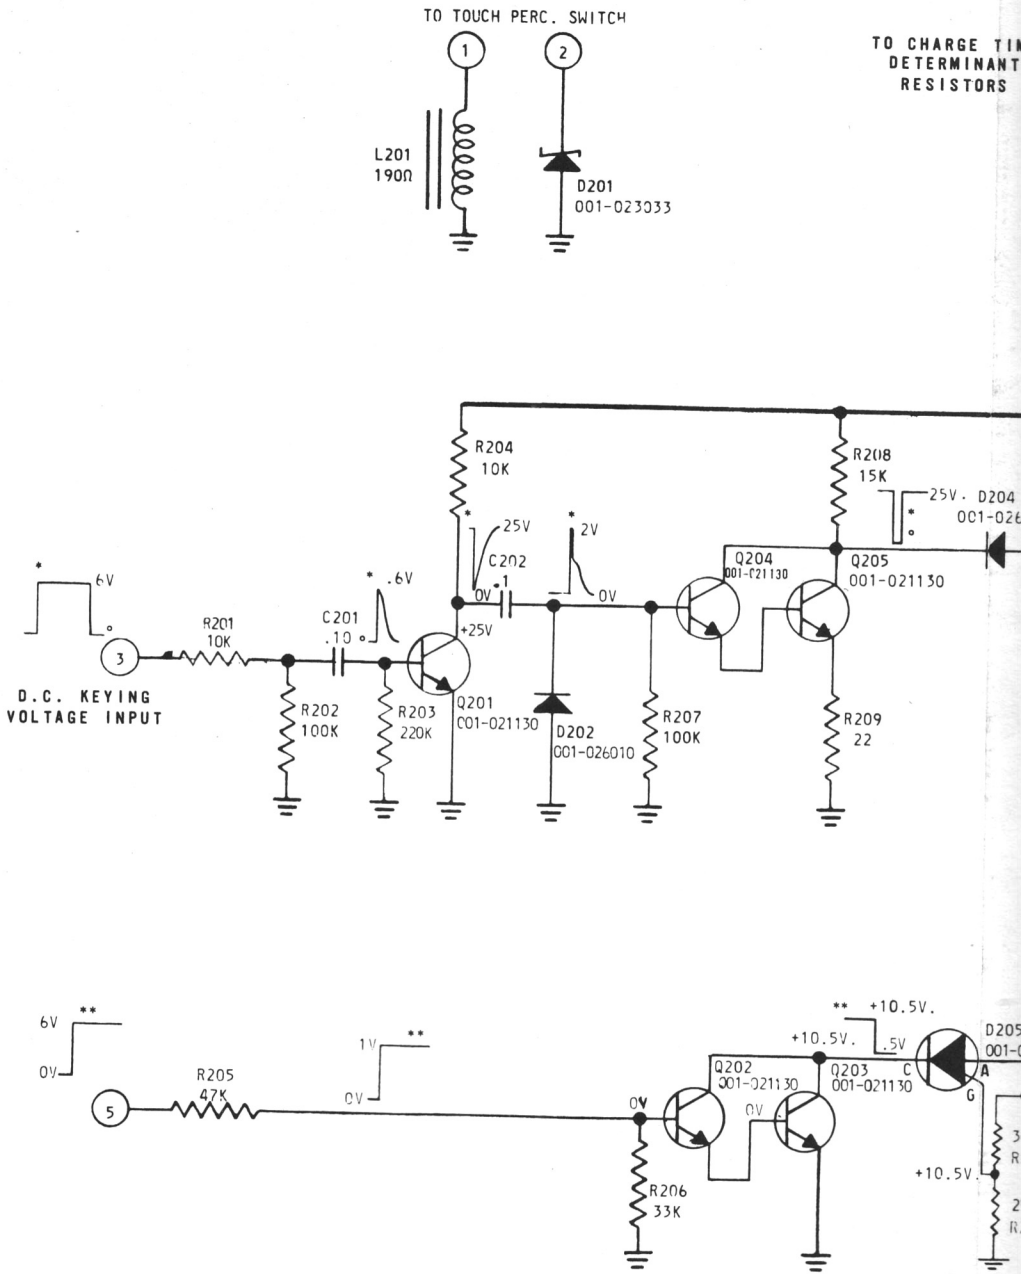 TO TOUCH PERC. SWITCH
1
2
TO CHARGE
DETERMINANT
RESISTORS
L201
190Ω
D201
001-023033
R204
10K
R208
15K
25V.
D204
*
°
*
25V
*
2V
C202
.1
0V
0V
Q204
001-021130
Q205
001-021130
*
6V
°
* .6V
C201
.10 °
R201
10K
+25V
3
D.C. KEYING
VOLTAGE INPUT
R202
100K
R203
220K
Q201
001-021130
D202
001-026010
R207
100K
R209
22
6V
**
0V
1V
**
0V
** +10.5V.
+10.5V.
.5V
D205
C
A
G
R205
47K
5
Q202
001-021130
Q203
001-021130
0V
0V
+10.5V.
R206
33K